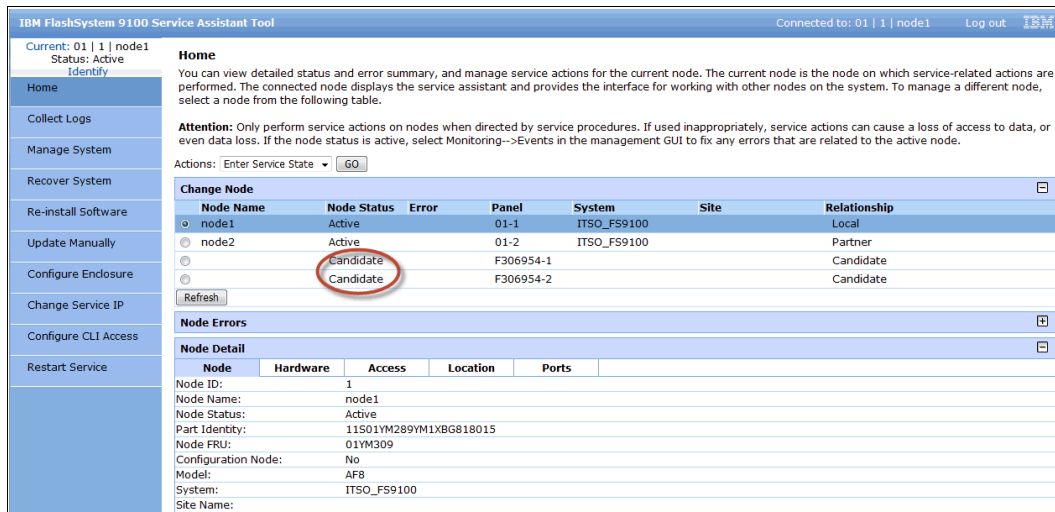 IBM FlashSystem 9100 Service Assistant Tool
Connected to: 01 | 1 | node1 Log out IBM
Current: 01 | 1 | node1
Status: Active
Identify
Home
Collect Logs
Manage System
Recover System
Re-install Software
Update Manually
Configure Enclosure
Change Service IP
Configure CLI Access
Restart Service
Home
You can view detailed status and error summary, and manage service actions for the current node. The current node is the node on which service-related actions are
performed. The connected node displays the service assistant and provides the interface for working with other nodes on the system. To manage a different node,
select a node from the following table.
Attention: Only perform service actions on nodes when directed by service procedures. If used inappropriately, service actions can cause a loss of access to data, or
even data loss. If the node status is active, select Monitoring-->Events in the management GUI to fix any errors that are related to the active node.
Actions: Enter Service State GO
Change Node
Node Name Node Status Error Panel System Site Relationship
node1 Active 01-1 ITSO_FS9100 Local
node2 Active 01-2 ITSO_FS9100 Partner
Candidate F306954-1 Candidate
Candidate F306954-2 Candidate
Refresh
Node Errors
Node Detail
Node Hardware Access Location Ports
Node ID: 1
Node Name: node1
Node Status: Active
Part Identity: 11S01YM289YM1XBG818015
Node FRU: 01YM309
Configuration Node: No
Model: AF8
System: ITSO_FS9100
Site Name: